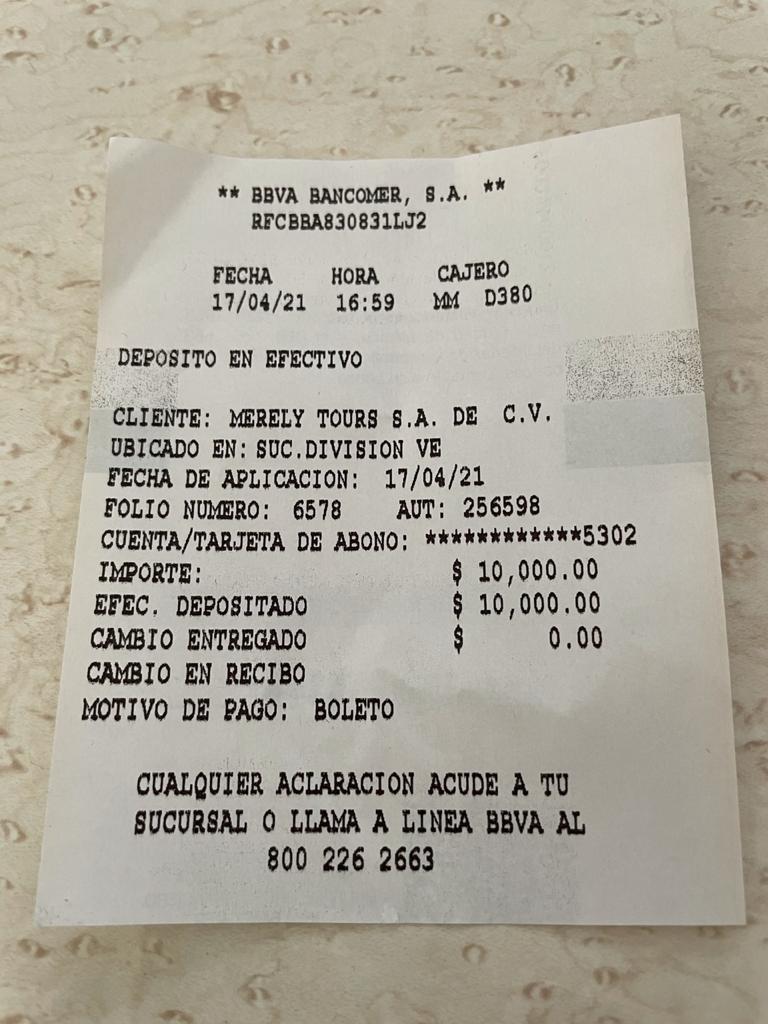 ** BBVA BANCOMER, S.A. **
RFCBBA830831LJ2
FECHA HORA CAJERO
17/04/21 16:59 MM D380
DEPOSITO EN EFECTIVO
CLIENTE: MERELY TOURS S.A. DE C.V.
UBICADO EN: SUC.DIVISION VE
FECHA DE APLICACION: 17/04/21
FOLIO NUMERO: 6578 AUT: 256598
CUENTA/TARJETA DE ABONO: ************5302
IMPORTE: $ 10,000.00
EFEC. DEPOSITADO $ 10,000.00
CAMBIO ENTREGADO $ 0.00
CAMBIO EN RECIBO
MOTIVO DE PAGO: BOLETO
CUALQUIER ACLARACION ACUDE A TU
SUCURSAL O LLAMA A LINEA BBVA AL
800 226 2663